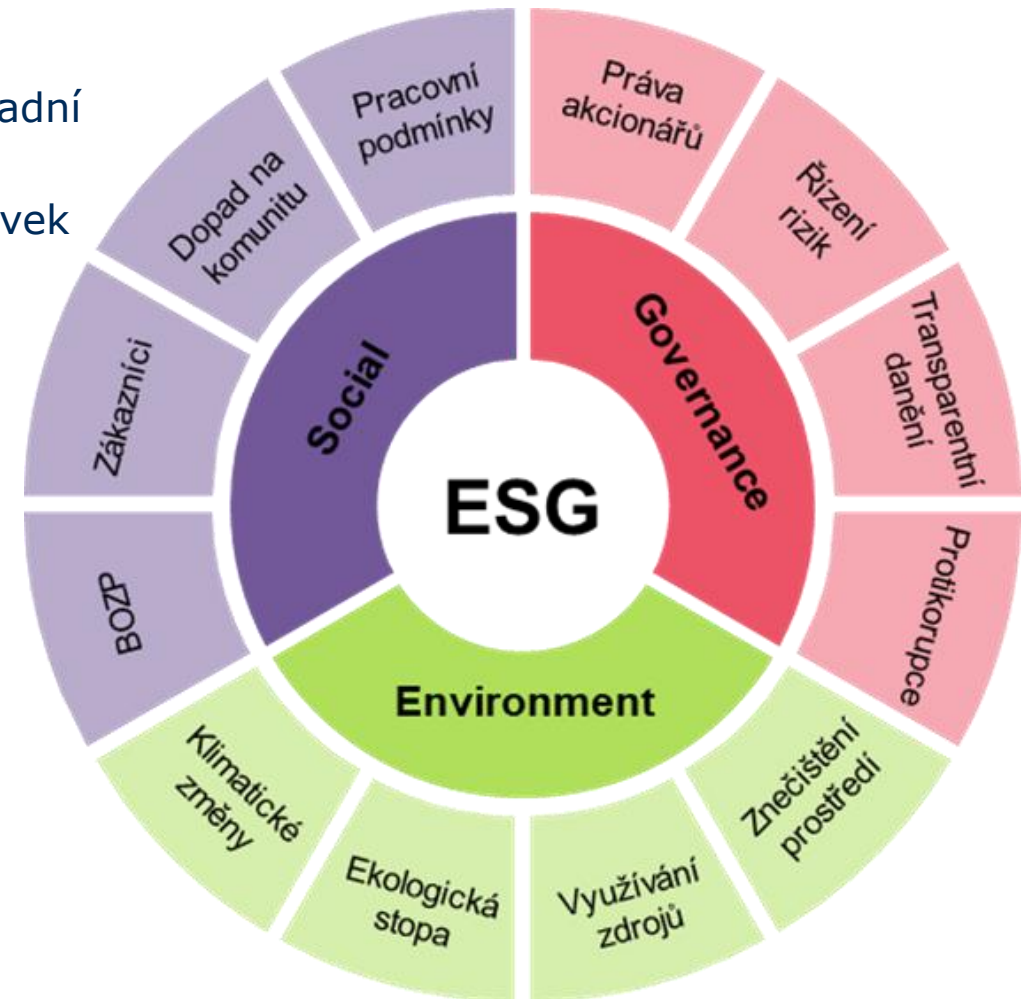 adní
vek
Pracovní
podmínky
Práva
akcionářů
Dopad na
komunitu
Řízení
rizik
Zákazníci
Transparentní
danění
Social
Governance
ESG
BOZP
Protikorupce
Environment
Klimatické
změny
Znečištění
prostředí
Ekologická
stopa
Využívání
zdrojů